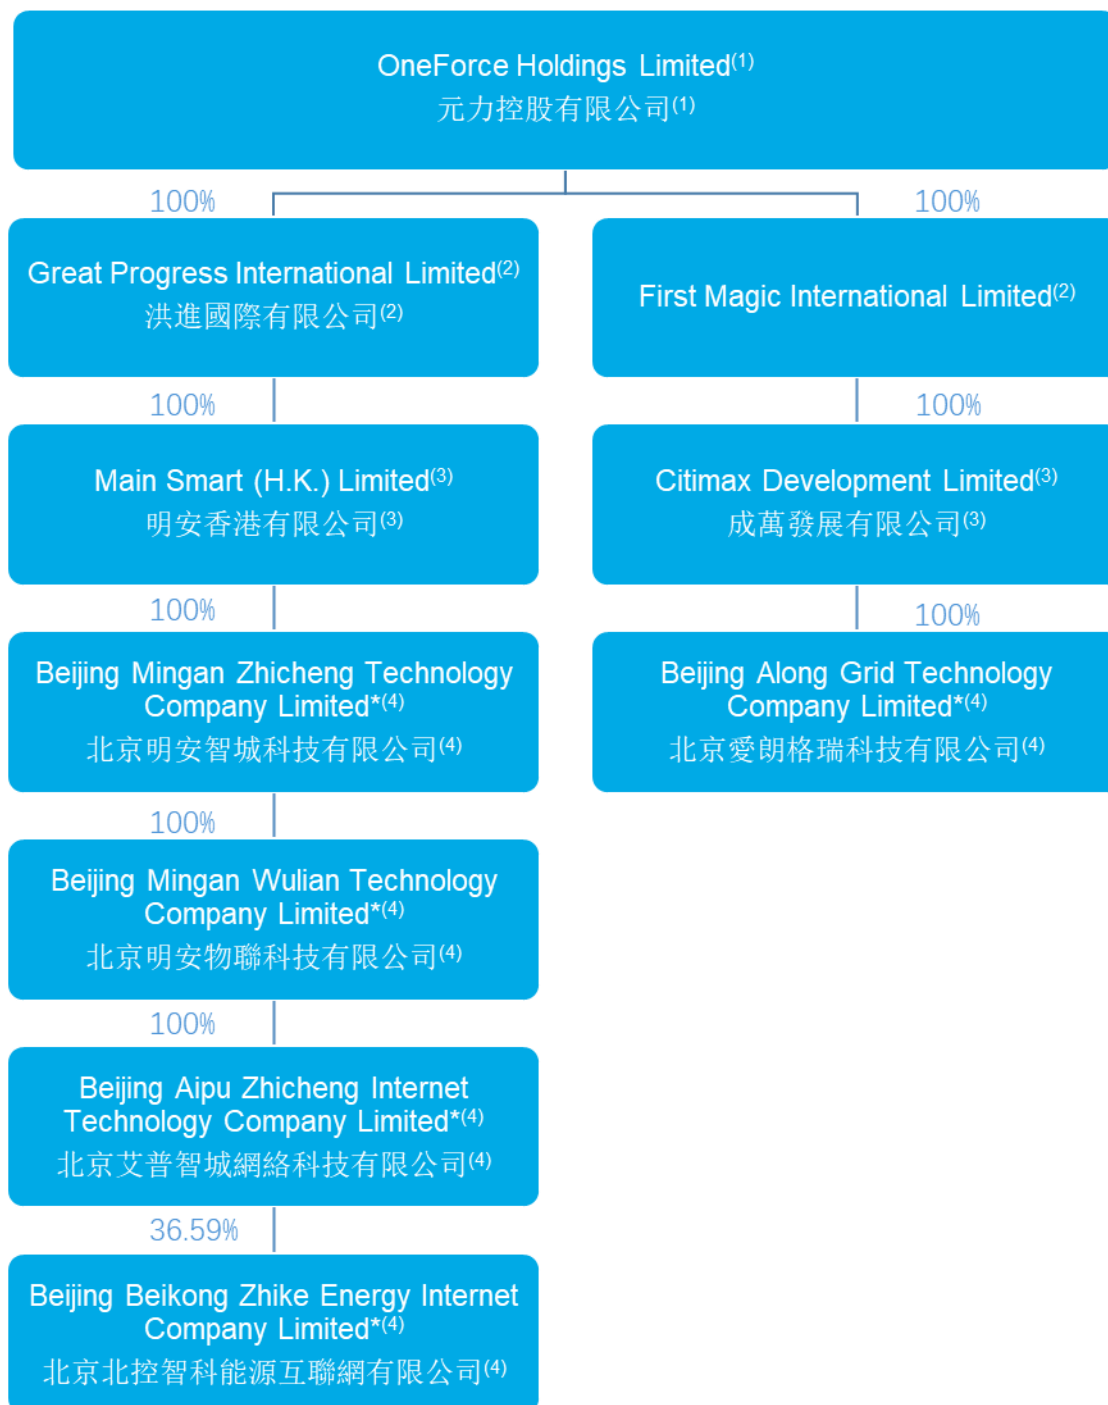 OneForce Holdings Limited(1)
元力控股有限公司(1)
100%
100%
Great Progress International Limited(2)
洪進國際有限公司(2)
First Magic International Limited(2)
100%
100%
Main Smart (H.K.) Limited(3)
明安香港有限公司(3)
Citimax Development Limited(3)
成萬發展有限公司(3)
100%
100%
Beijing Mingan Zhicheng Technology
Company Limited*(4)
北京明安智城科技有限公司(4)
Beijing Along Grid Technology
Company Limited*(4)
北京愛朗格瑞科技有限公司(4)
100%
Beijing Mingan Wulian Technology
Company Limited*(4)
北京明安物聯科技有限公司(4)
100%
Beijing Aipu Zhicheng Internet
Technology Company Limited*(4)
北京艾普智城網絡科技有限公司(4)
36.59%
Beijing Beikong Zhike Energy Internet
Company Limited*(4)
北京北控智科能源互聯網有限公司(4)